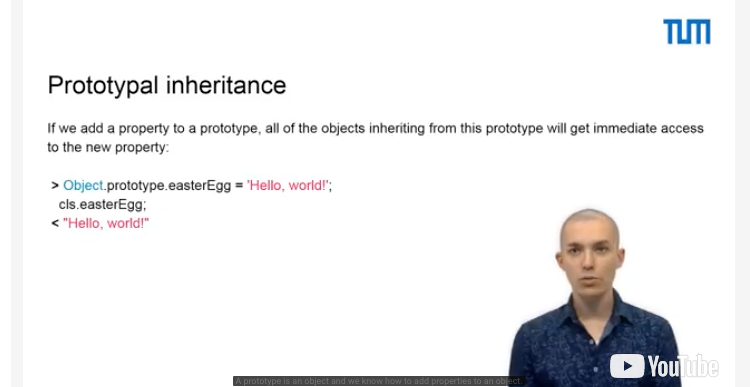 TUM
Prototypal inheritance
If we add a property to a prototype, all of the objects inheriting from this prototype will get immediate access
to the new property:
> Object.prototype.easterEgg = 'Hello, world!';
cls.easterEgg;
< "Hello, world!"
YouTube
A prototype is an object and we know how to add properties to an object.